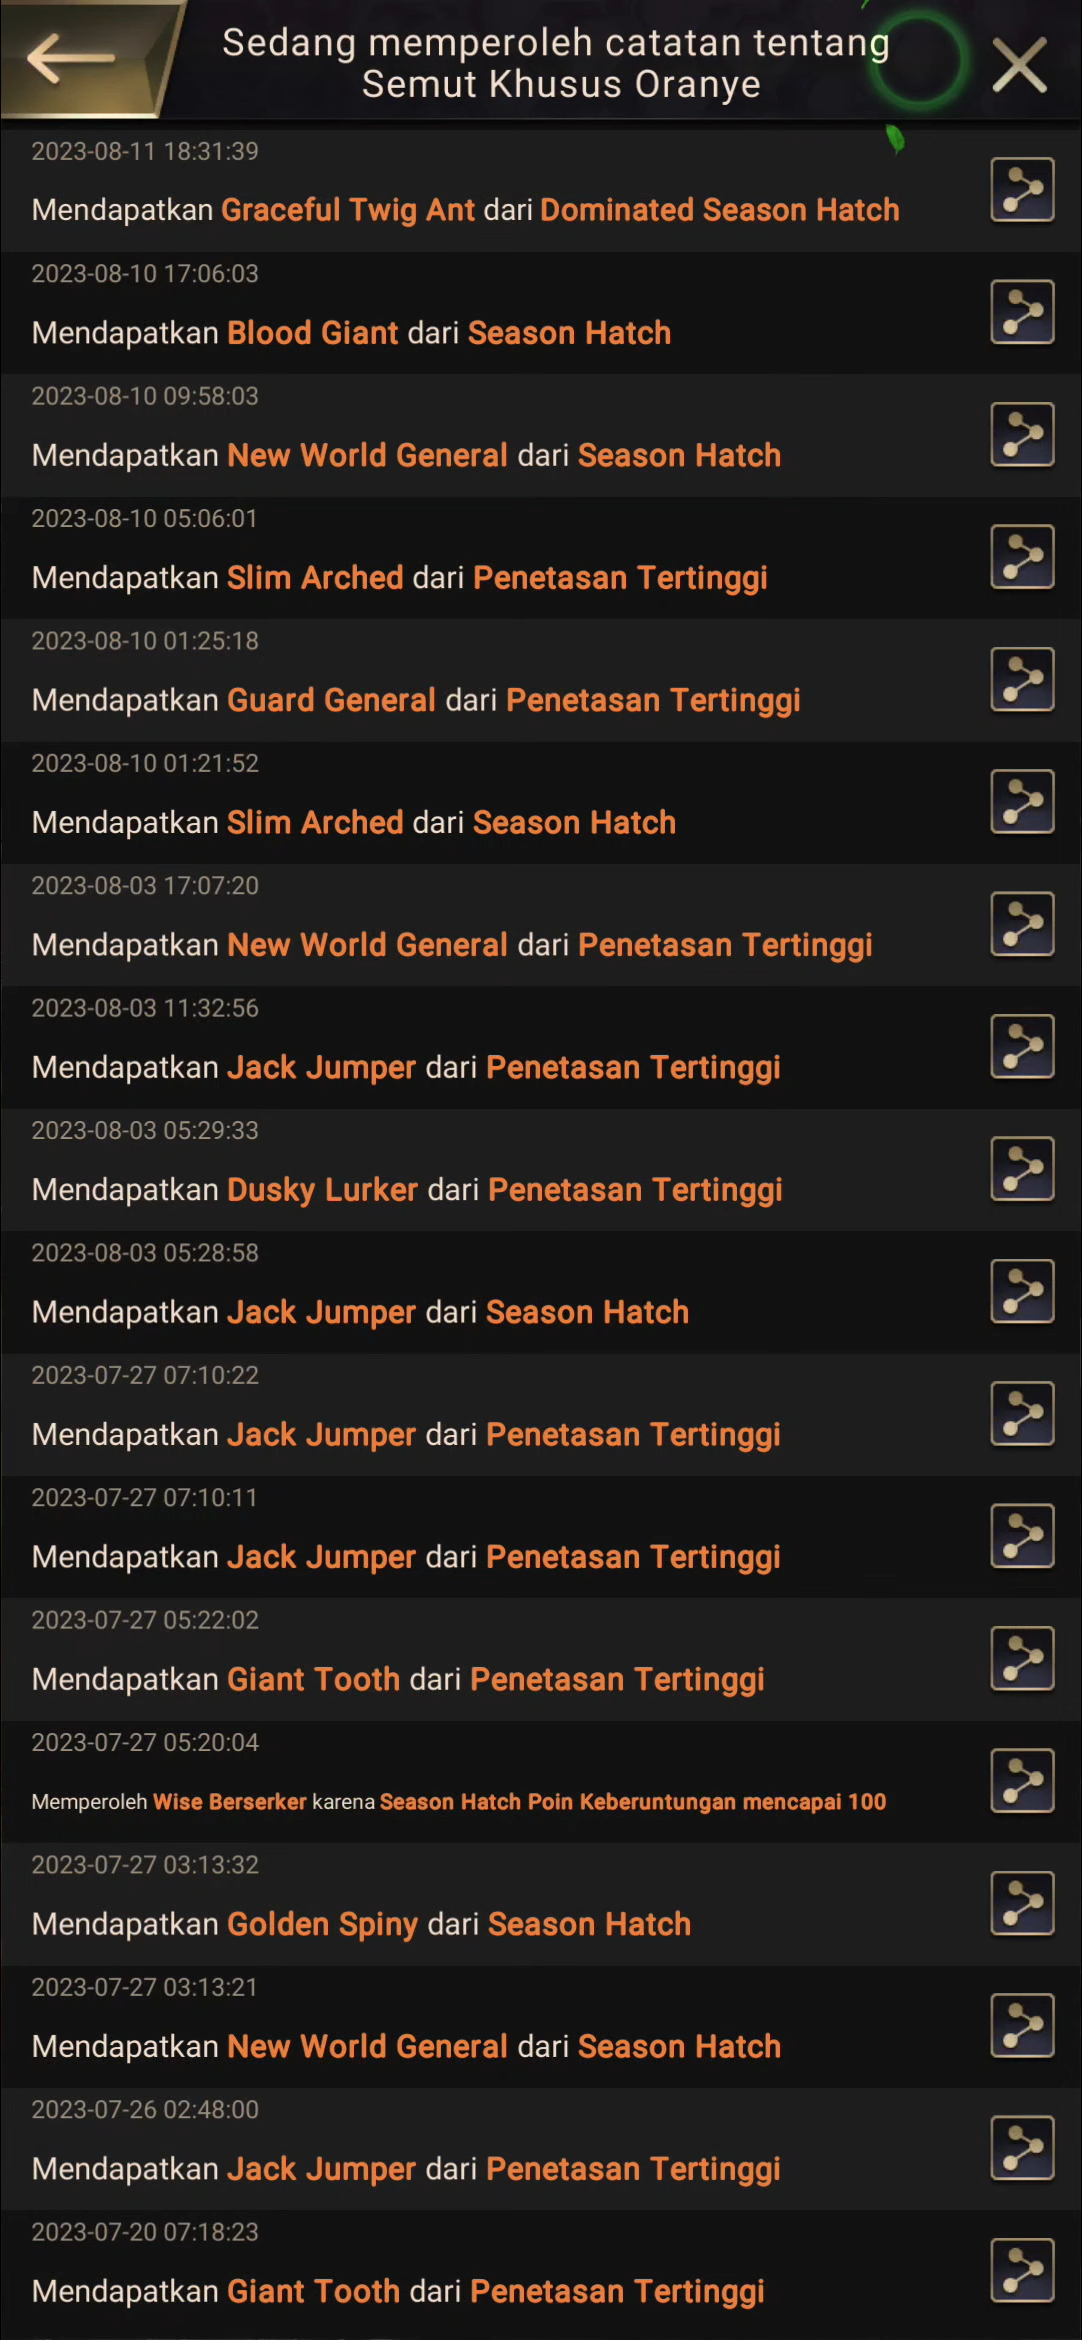 Sedang memperoleh catatan tentang
Semut Khusus Oranye
2023-08-11 18:31:39
Mendapatkan Graceful Twig Ant dari Dominated Season Hatch
2023-08-10 17:06:03
Mendapatkan Blood Giant dari Season Hatch
2023-08-10 09:58:03
Mendapatkan New World General dari Season Hatch
2023-08-10 05:06:01
Mendapatkan Slim Arched dari Penetasan Tertinggi
2023-08-10 01:25:18
Mendapatkan Guard General dari Penetasan Tertinggi
2023-08-10 01:21:52
Mendapatkan Slim Arched dari Season Hatch
2023-08-03 17:07:20
Mendapatkan New World General dari Penetasan Tertinggi
2023-08-03 11:32:56
Mendapatkan Jack Jumper dari Penetasan Tertinggi
2023-08-03 05:29:33
Mendapatkan Dusky Lurker dari Penetasan Tertinggi
2023-08-03 05:28:58
Mendapatkan Jack Jumper dari Season Hatch
2023-07-27 07:10:22
Mendapatkan Jack Jumper dari Penetasan Tertinggi
2023-07-27 07:10:11
Mendapatkan Jack Jumper dari Penetasan Tertinggi
2023-07-27 05:22:02
Mendapatkan Giant Tooth dari Penetasan Tertinggi
2023-07-27 05:20:04
Memperoleh Wise Berserker karena Season Hatch Poin Keberuntungan mencapai 100
2023-07-27 03:13:32
Mendapatkan Golden Spiny dari Season Hatch
2023-07-27 03:13:21
Mendapatkan New World General dari Season Hatch
2023-07-26 02:48:00
Mendapatkan Jack Jumper dari Penetasan Tertinggi
2023-07-20 07:18:23
Mendapatkan Giant Tooth dari Penetasan Tertinggi